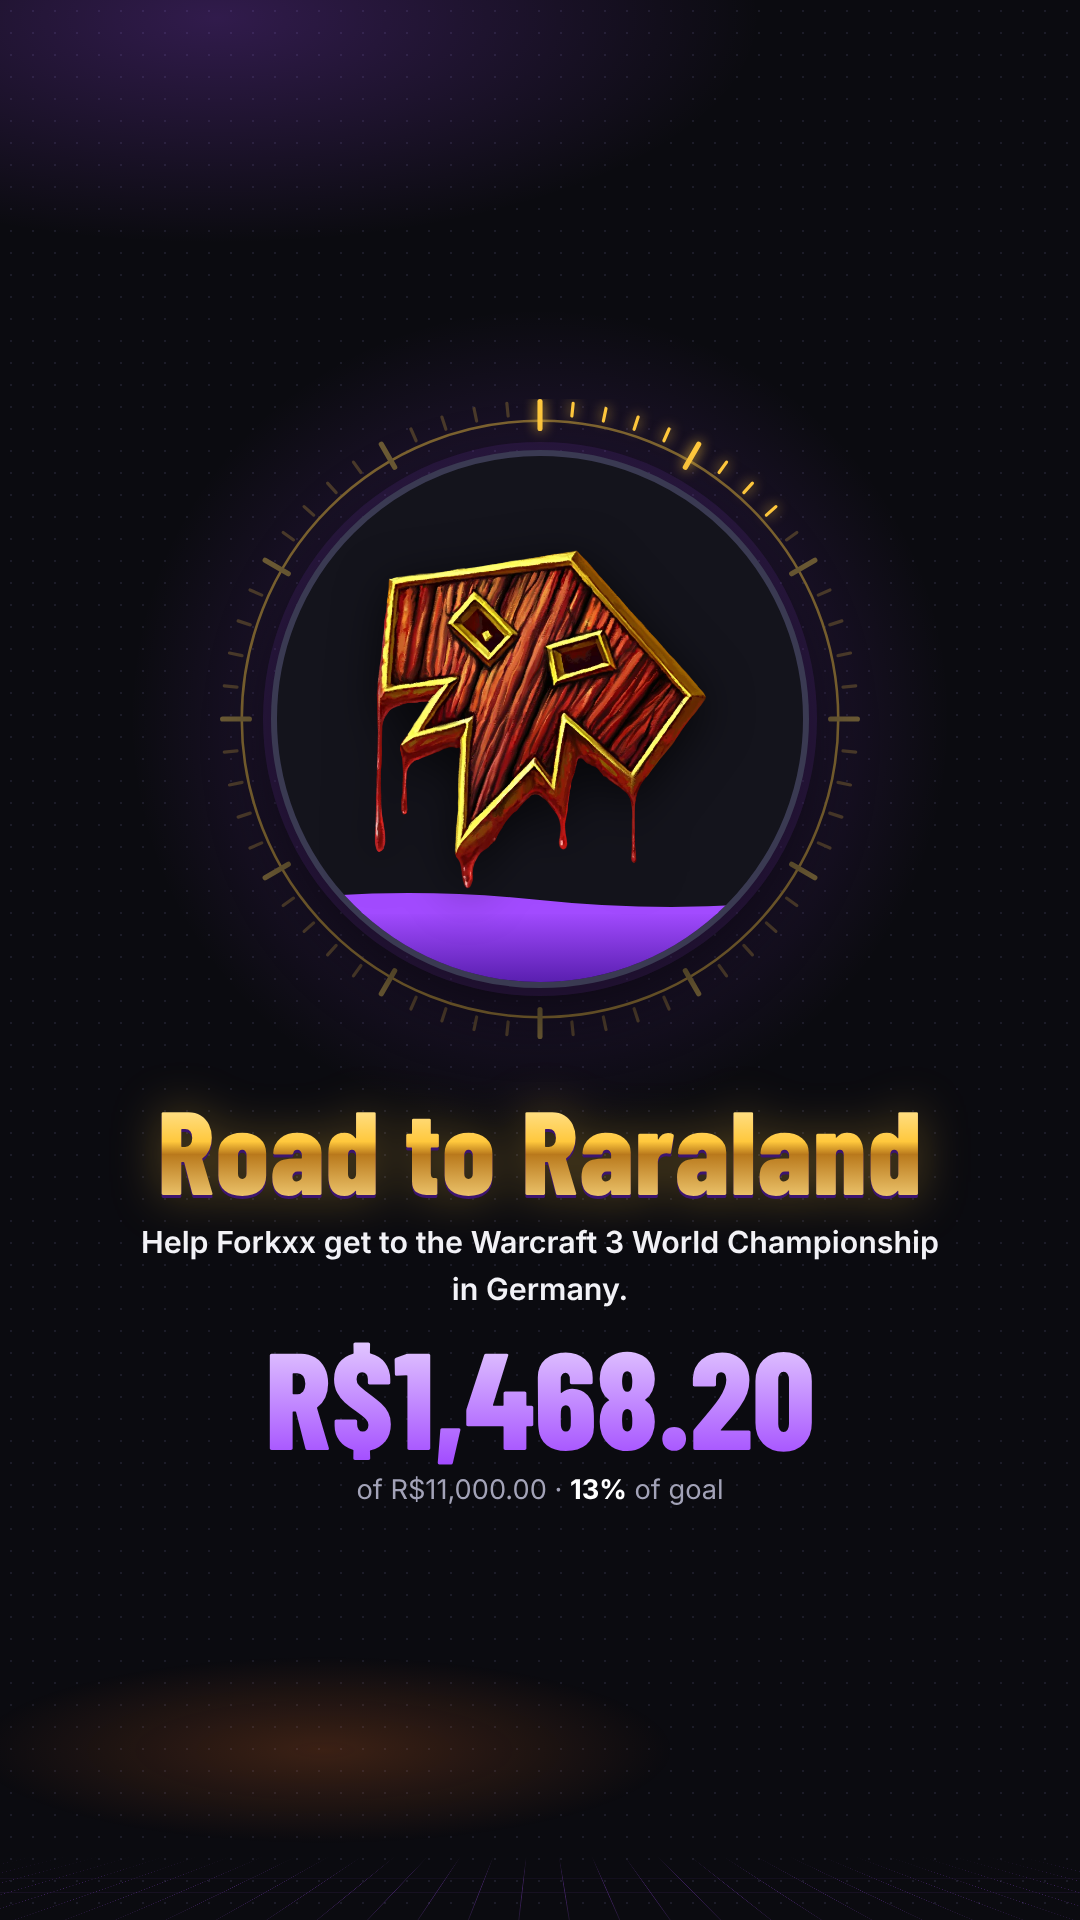 Road to Raraland
Help Forkxx get to the Warcraft 3 World Championship
in Germany.
R$1,468.20
of R$11,000.00 · 13% of goal